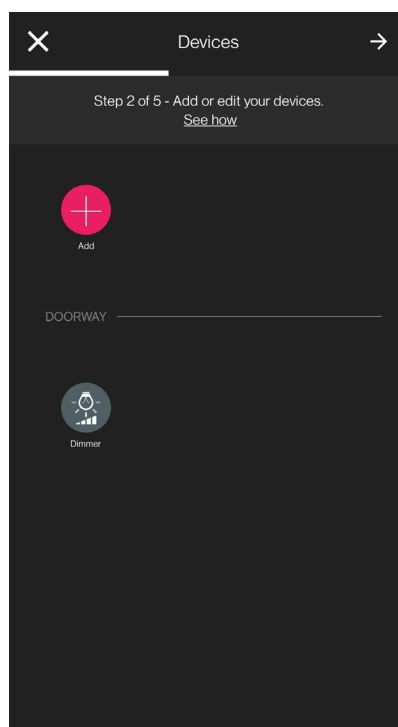 Devices
Step 2 of 5 - Add or edit your devices.
See how
Add
DOORWAY
Dimmer